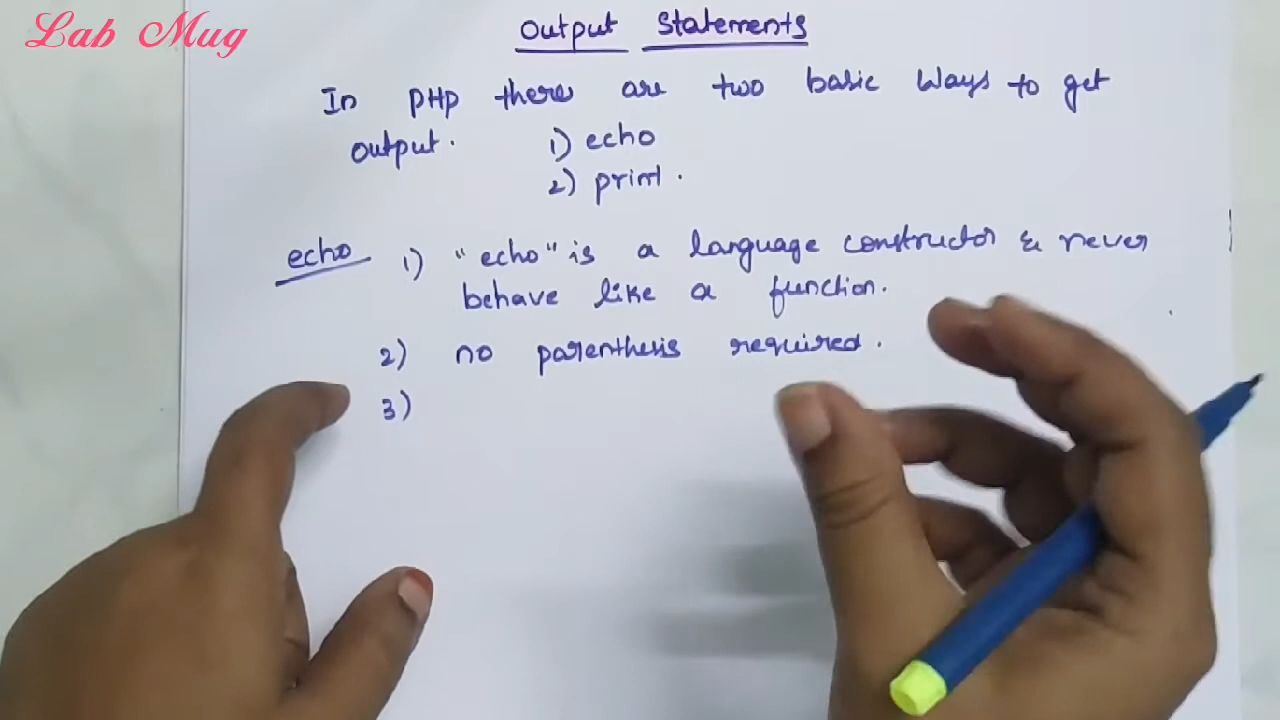 Lab Mug
Output Statements
In PHP there are two basic ways to get
output. 1) echo
2) print.
echo 1) "echo" is a language constructor & never
behave like a function.
2) no parenthesis required.
3)